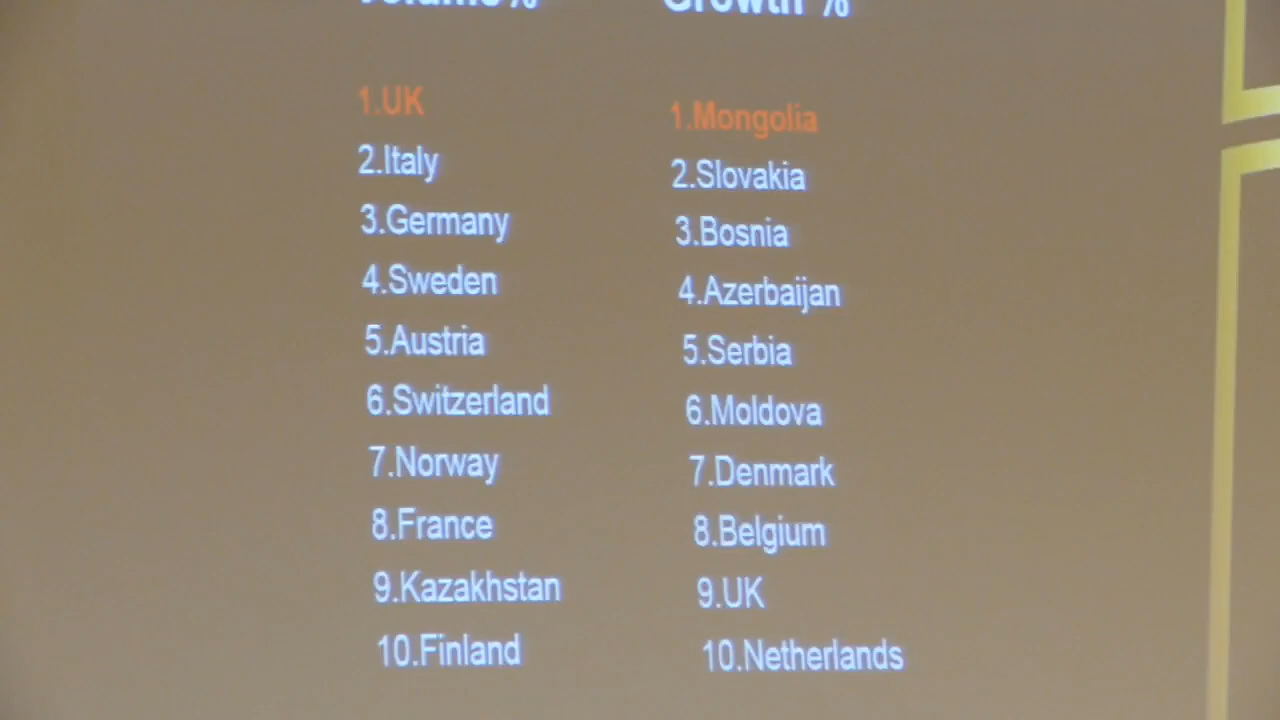 Volume%
Growth %
1.UK
2.Italy
3.Germany
4.Sweden
5.Austria
6.Switzerland
7.Norway
8.France
9.Kazakhstan
10.Finland
1.Mongolia
2.Slovakia
3.Bosnia
4.Azerbaijan
5.Serbia
6.Moldova
7.Denmark
8.Belgium
9.UK
10.Netherlands